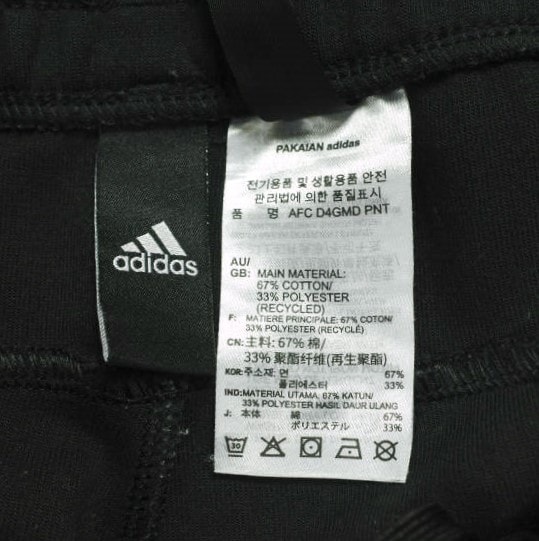 adidas
PAKAIAN adidas
전기용품 및 생활용품 안전
관리법에 의한 품질표시
품 명 AFC D4GMD PNT
AU/
GB: MAIN MATERIAL:
67% COTTON/
33% POLYESTER
(RECYCLED)
F: MATIERE PRINCIPALE: 67% COTON/
33% POLYESTER (RECYCLÉ)
CN: 主料: 67% 棉/
33% 聚酯纤维(再生聚酯)
KOR: 주소재: 면 67%
폴리에스터 33%
IND: MATERIAL UTAMA: 67% KATUN/
33% POLYESTER HASIL DAUR ULANG
J: 本体 綿 67%
ポリエステル 33%
30